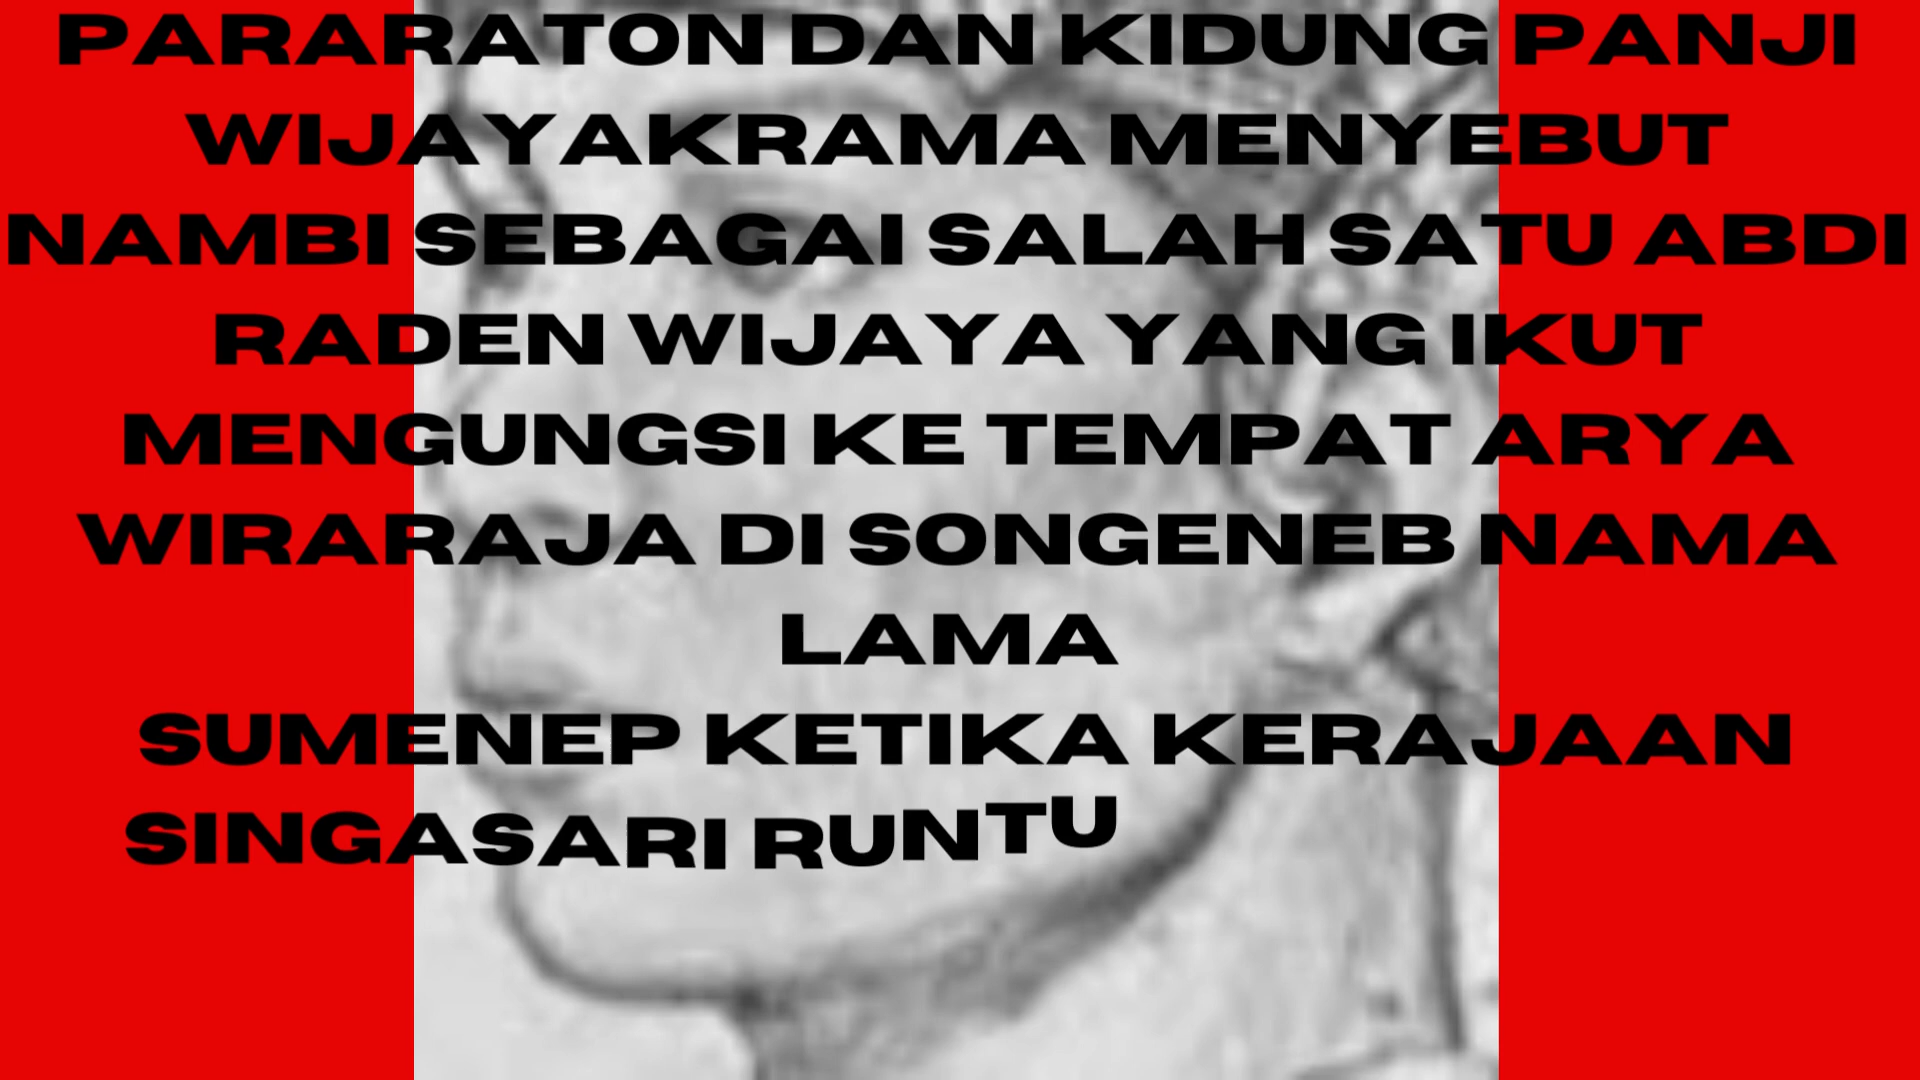 PARARATON DAN KIDUNG PANJI
WIJAYAKRAMA MENYEBUT
NAMBI SEBAGAI SALAH SATU ABDI
RADEN WIJAYA YANG IKUT
MENGUNGSI KE TEMPAT ARYA
WIRARAJA DI SONGENEB NAMA
LAMA
SUMENEP KETIKA KERAJAAN
SINGASARI RUNTU